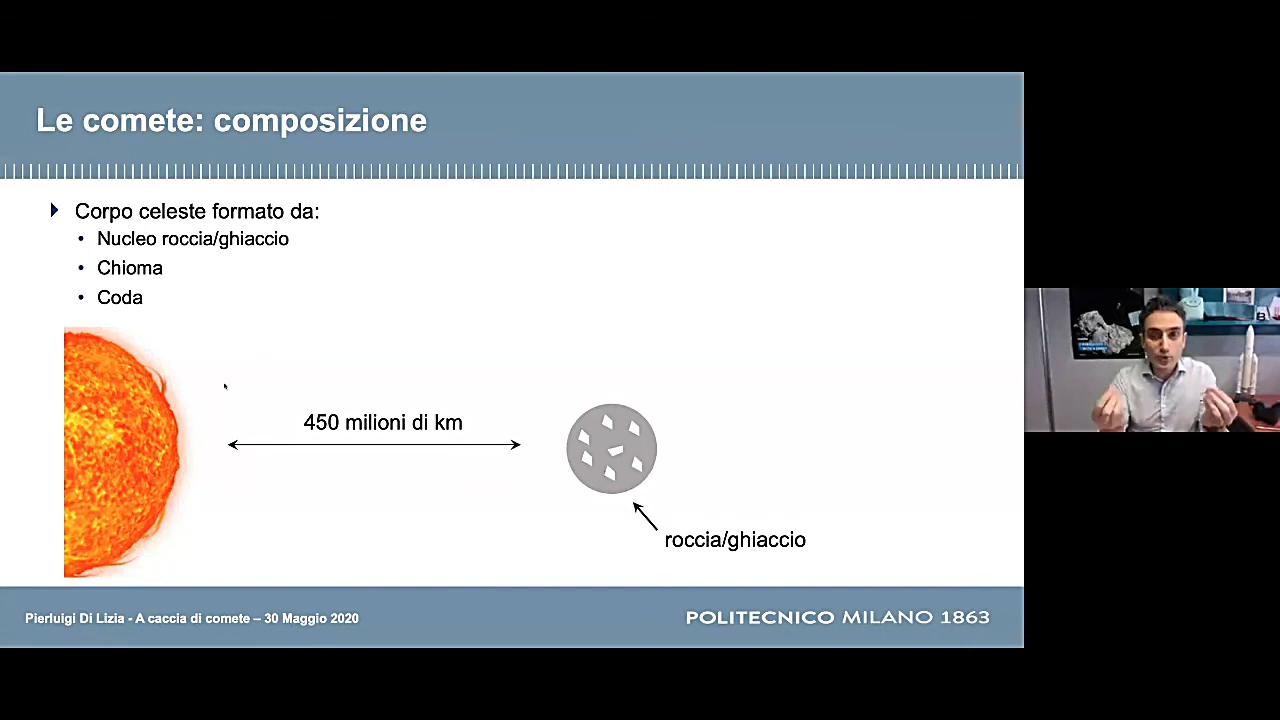 Le comete: composizione
Corpo celeste formato da:
• Nucleo roccia/ghiaccio
• Chioma
• Coda
450 milioni di km
roccia/ghiaccio
Pierluigi Di Lizia - A caccia di comete – 30 Maggio 2020
POLITECNICO MILANO 1863